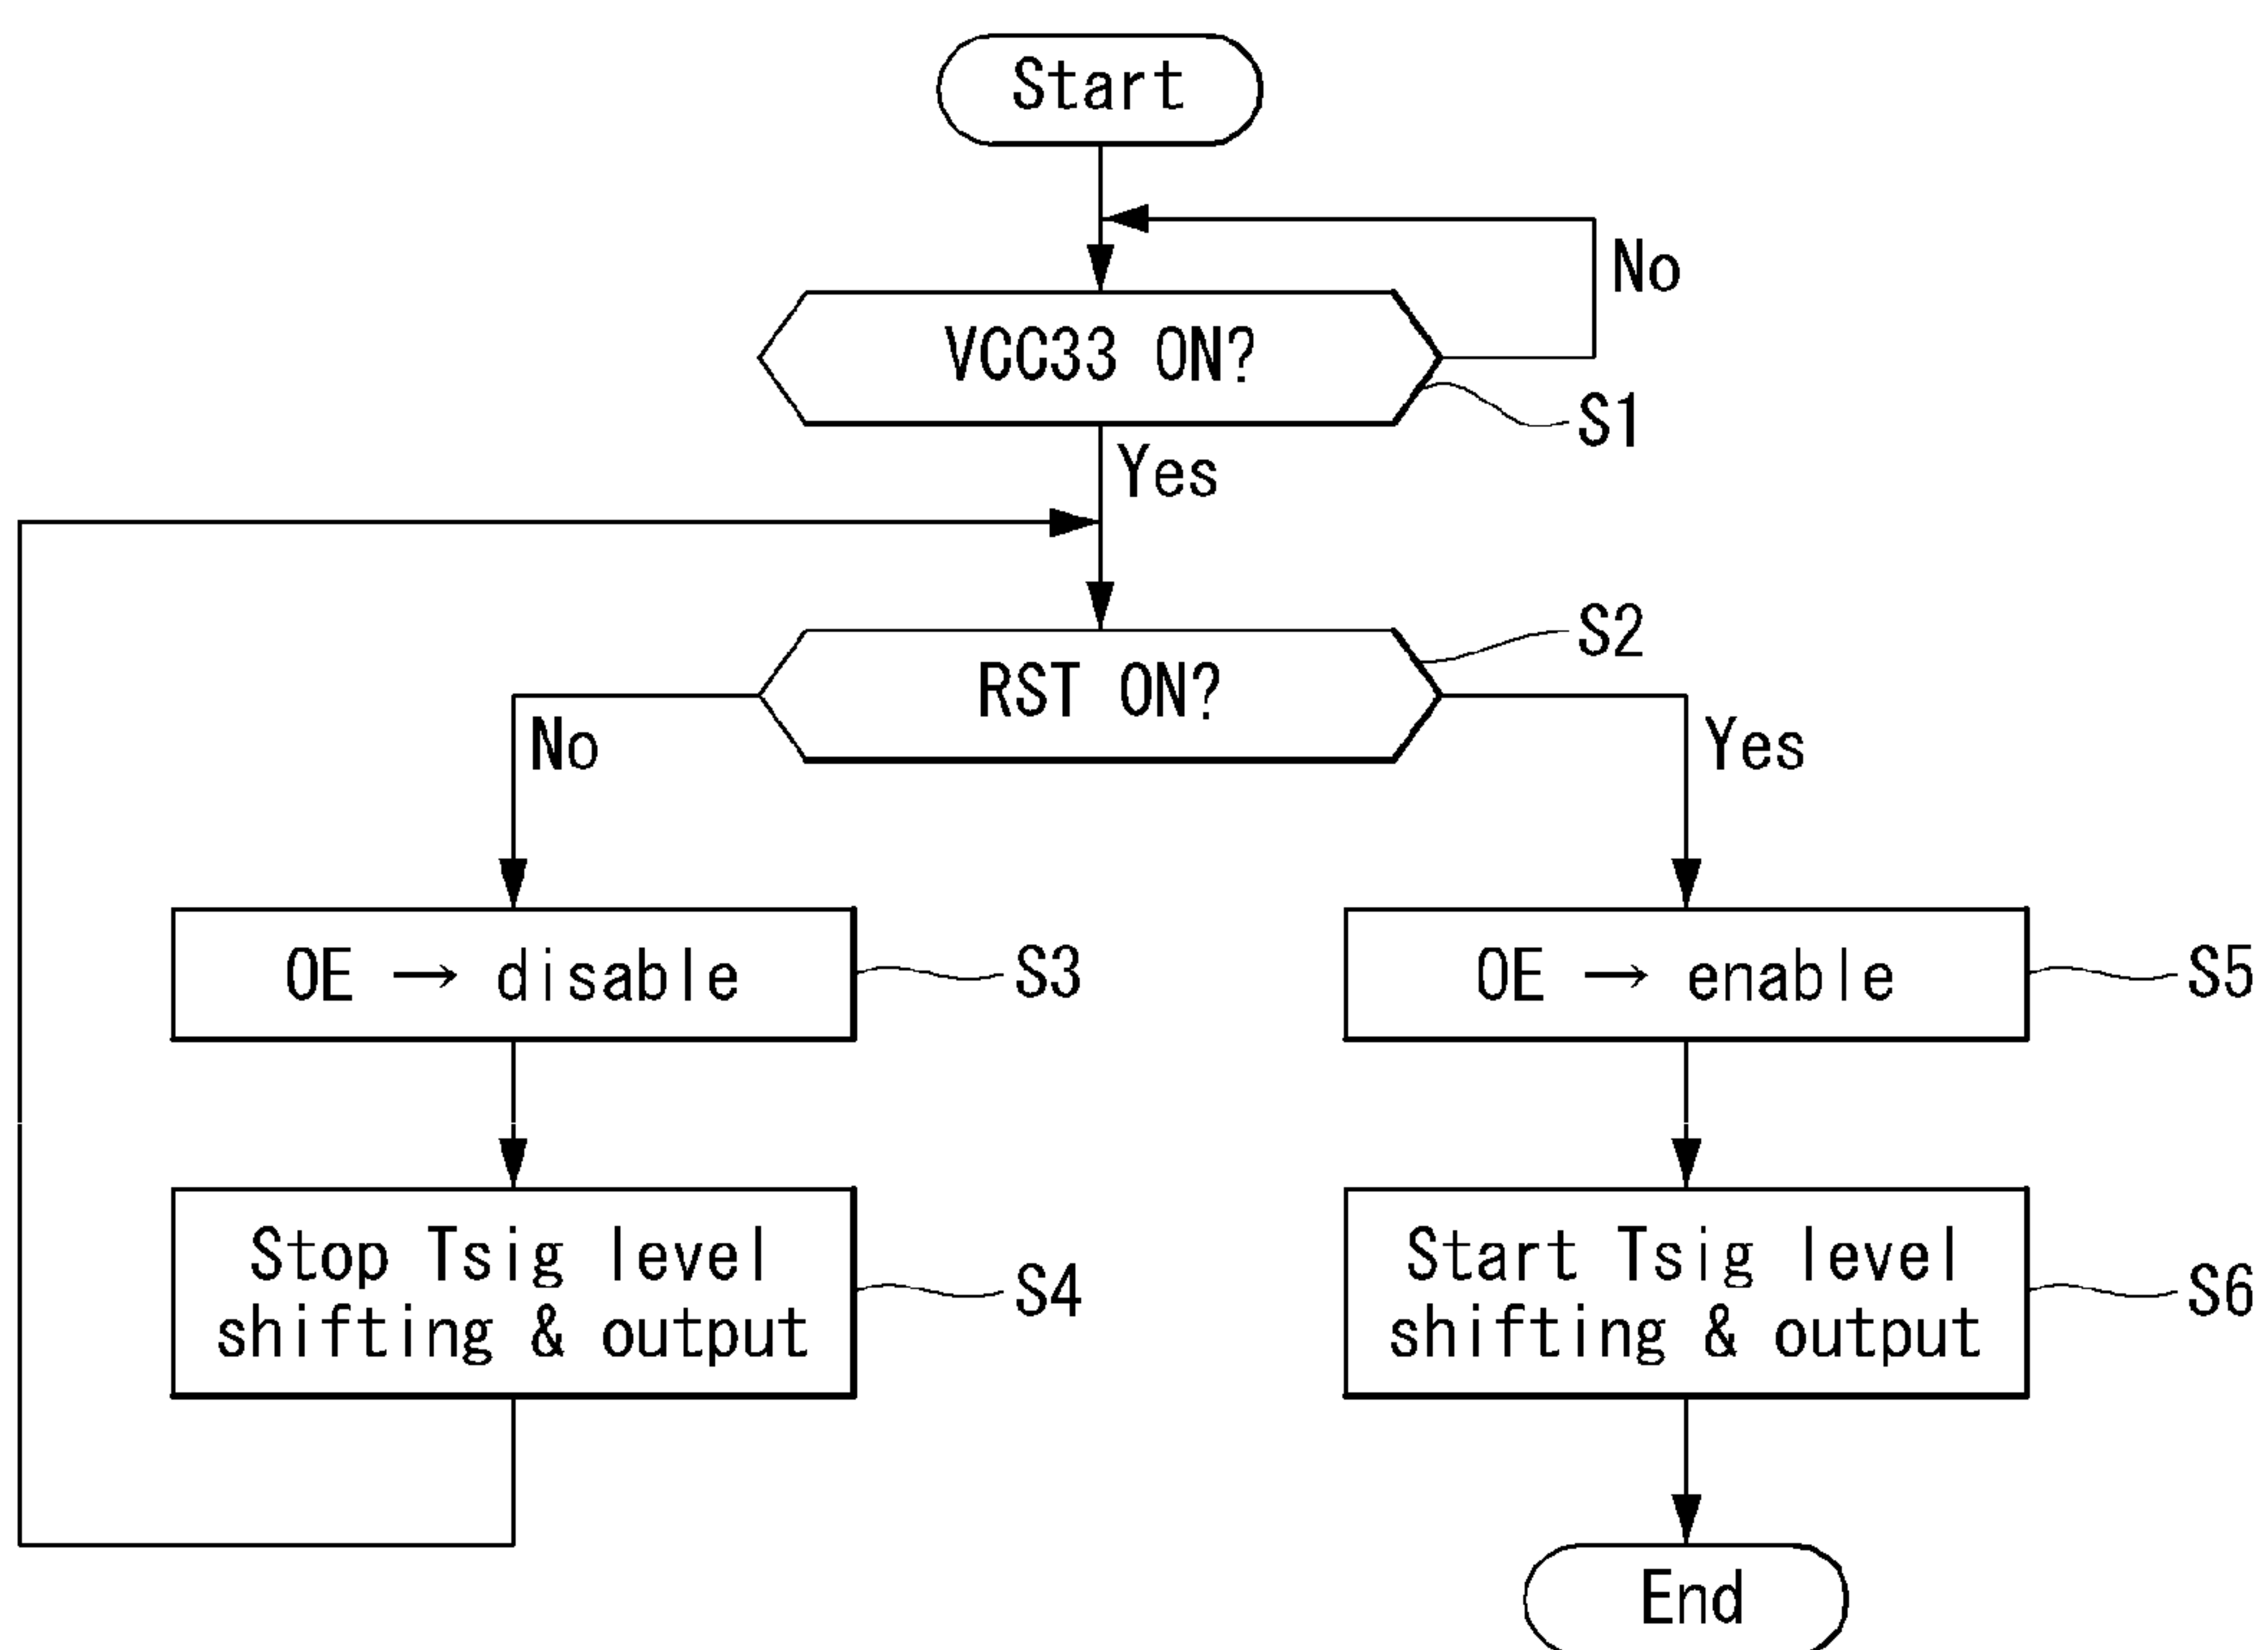 Start
No
VCC33 ON?
S1
Yes
S2
RST ON?
No
Yes
OE → disable
S3
OE → enable
S5
Stop Tsig level
shifting & output
S4
Start Tsig level
shifting & output
S6
End